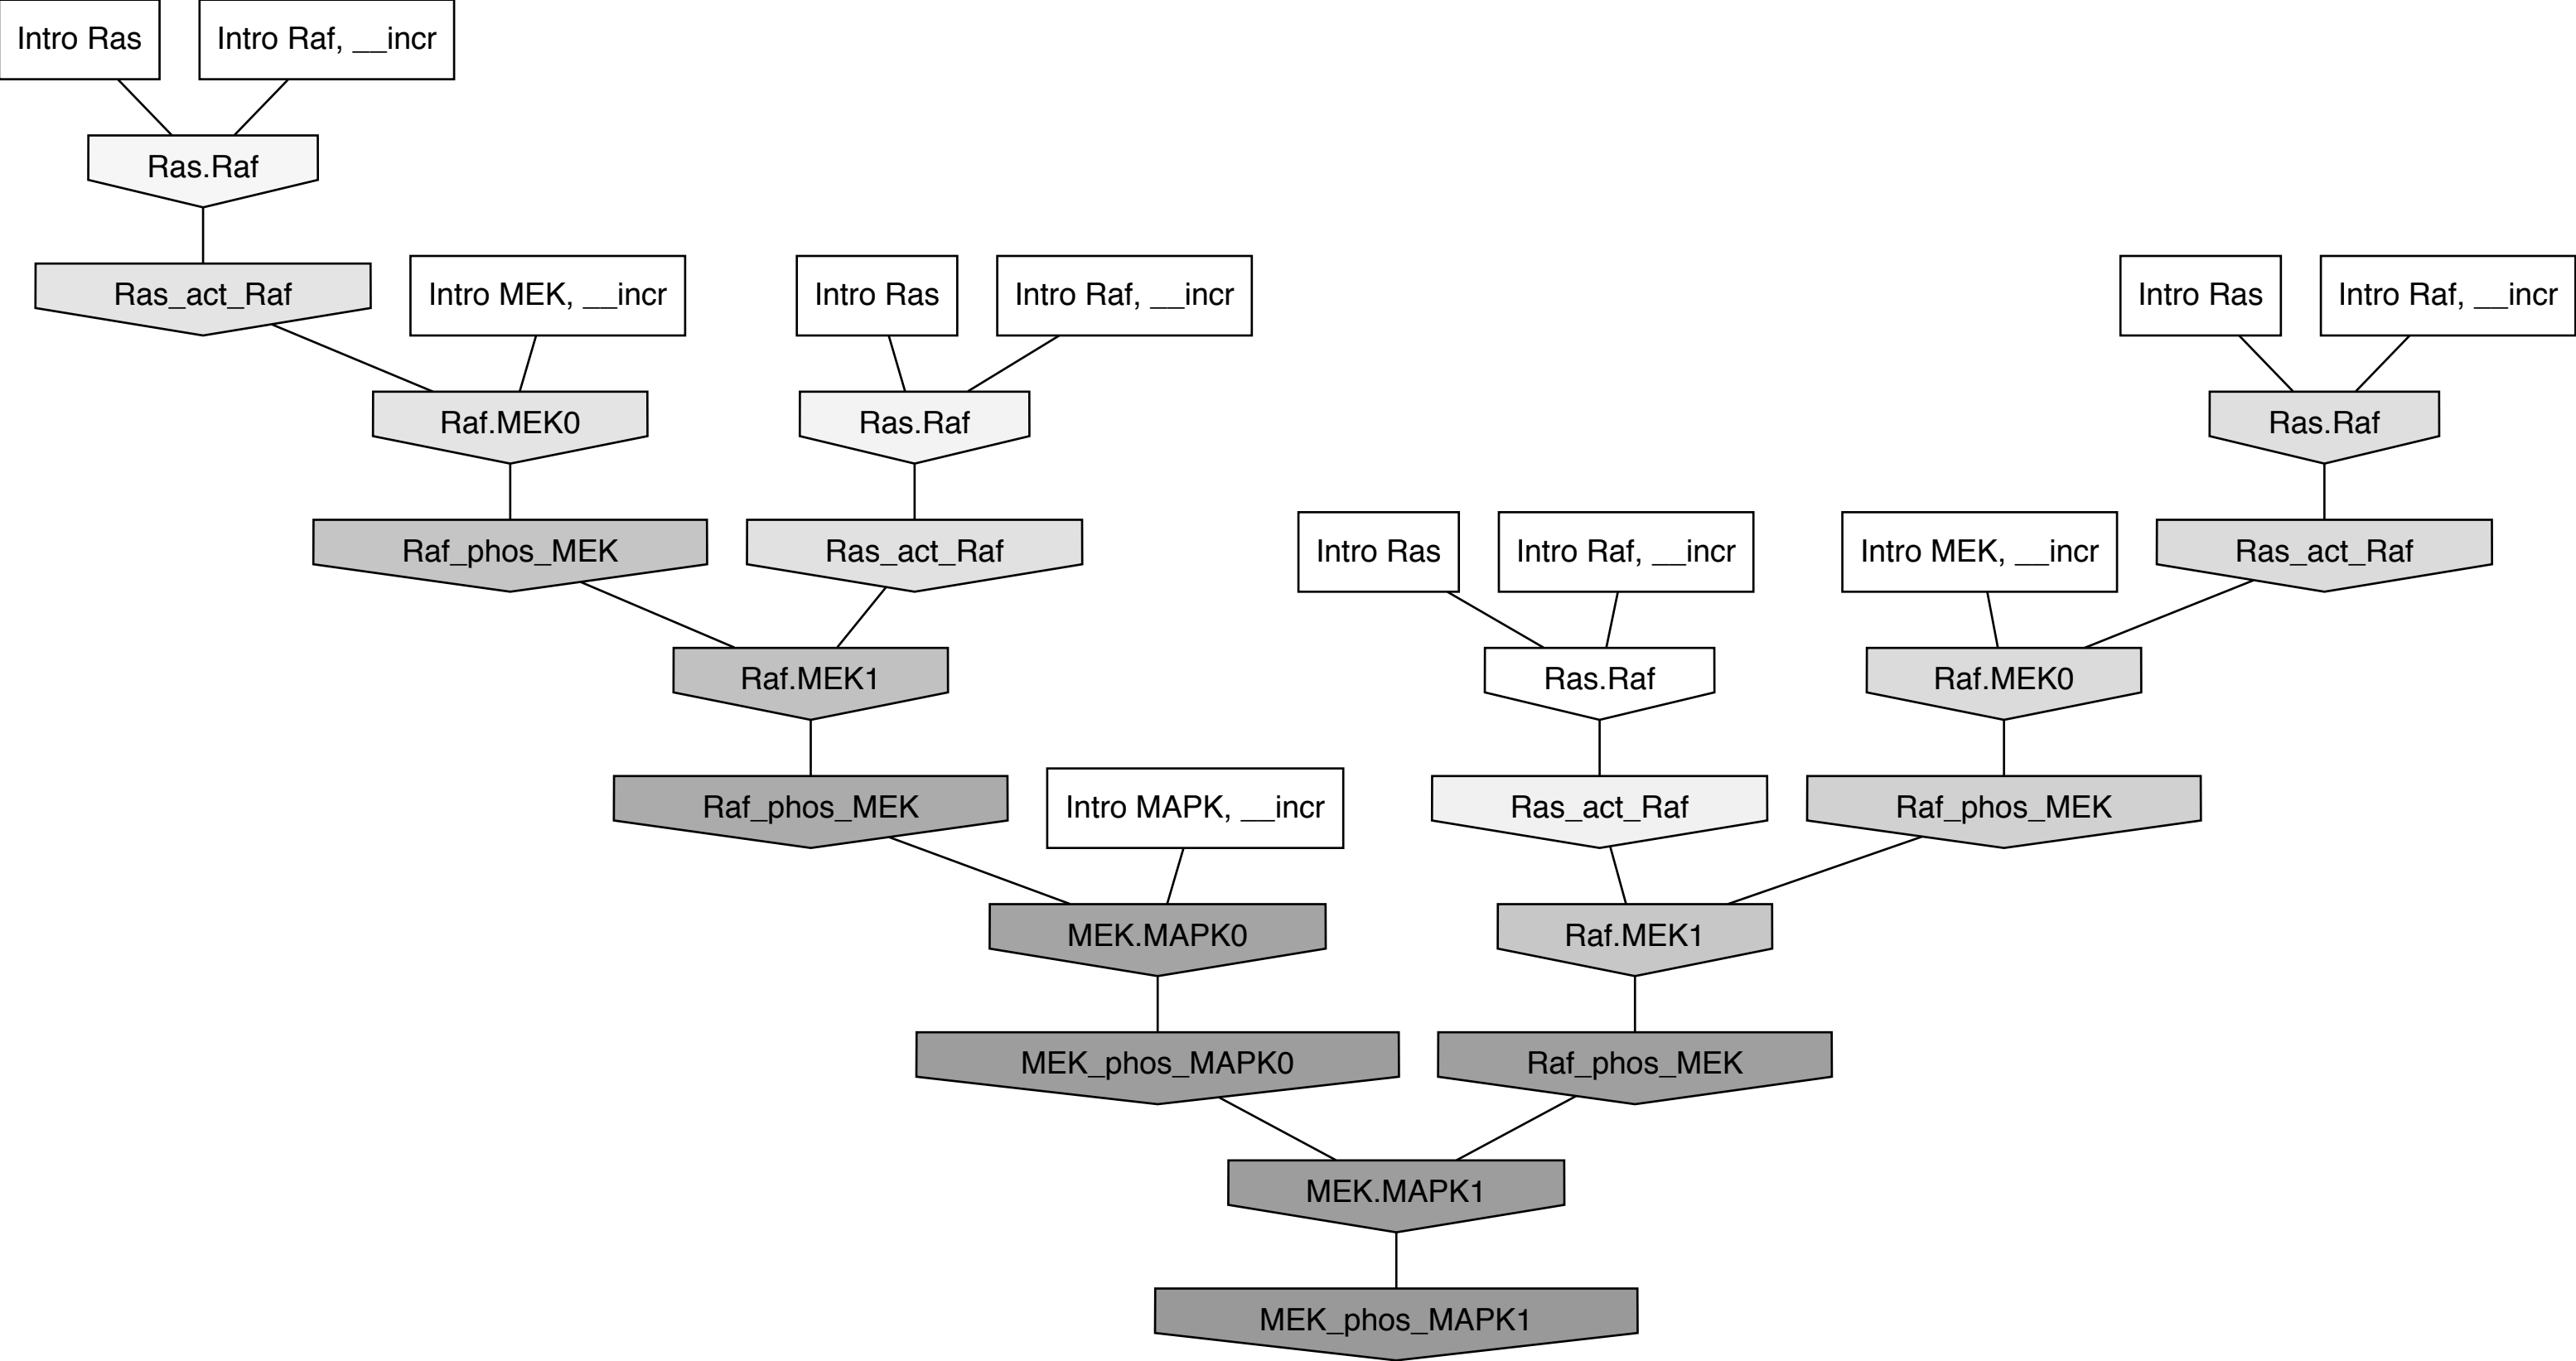 Intro Ras
Intro Raf, __incr
Ras.Raf
Ras_act_Raf
Intro MEK, __incr
Intro Ras
Intro Raf, __incr
Intro Ras
Intro Raf, __incr
Raf.MEK0
Ras.Raf
Ras.Raf
Raf_phos_MEK
Ras_act_Raf
Intro Ras
Intro Raf, __incr
Intro MEK, __incr
Ras_act_Raf
Raf.MEK1
Ras.Raf
Raf.MEK0
Raf_phos_MEK
Intro MAPK, __incr
Ras_act_Raf
Raf_phos_MEK
MEK.MAPK0
Raf.MEK1
MEK_phos_MAPK0
Raf_phos_MEK
MEK.MAPK1
MEK_phos_MAPK1